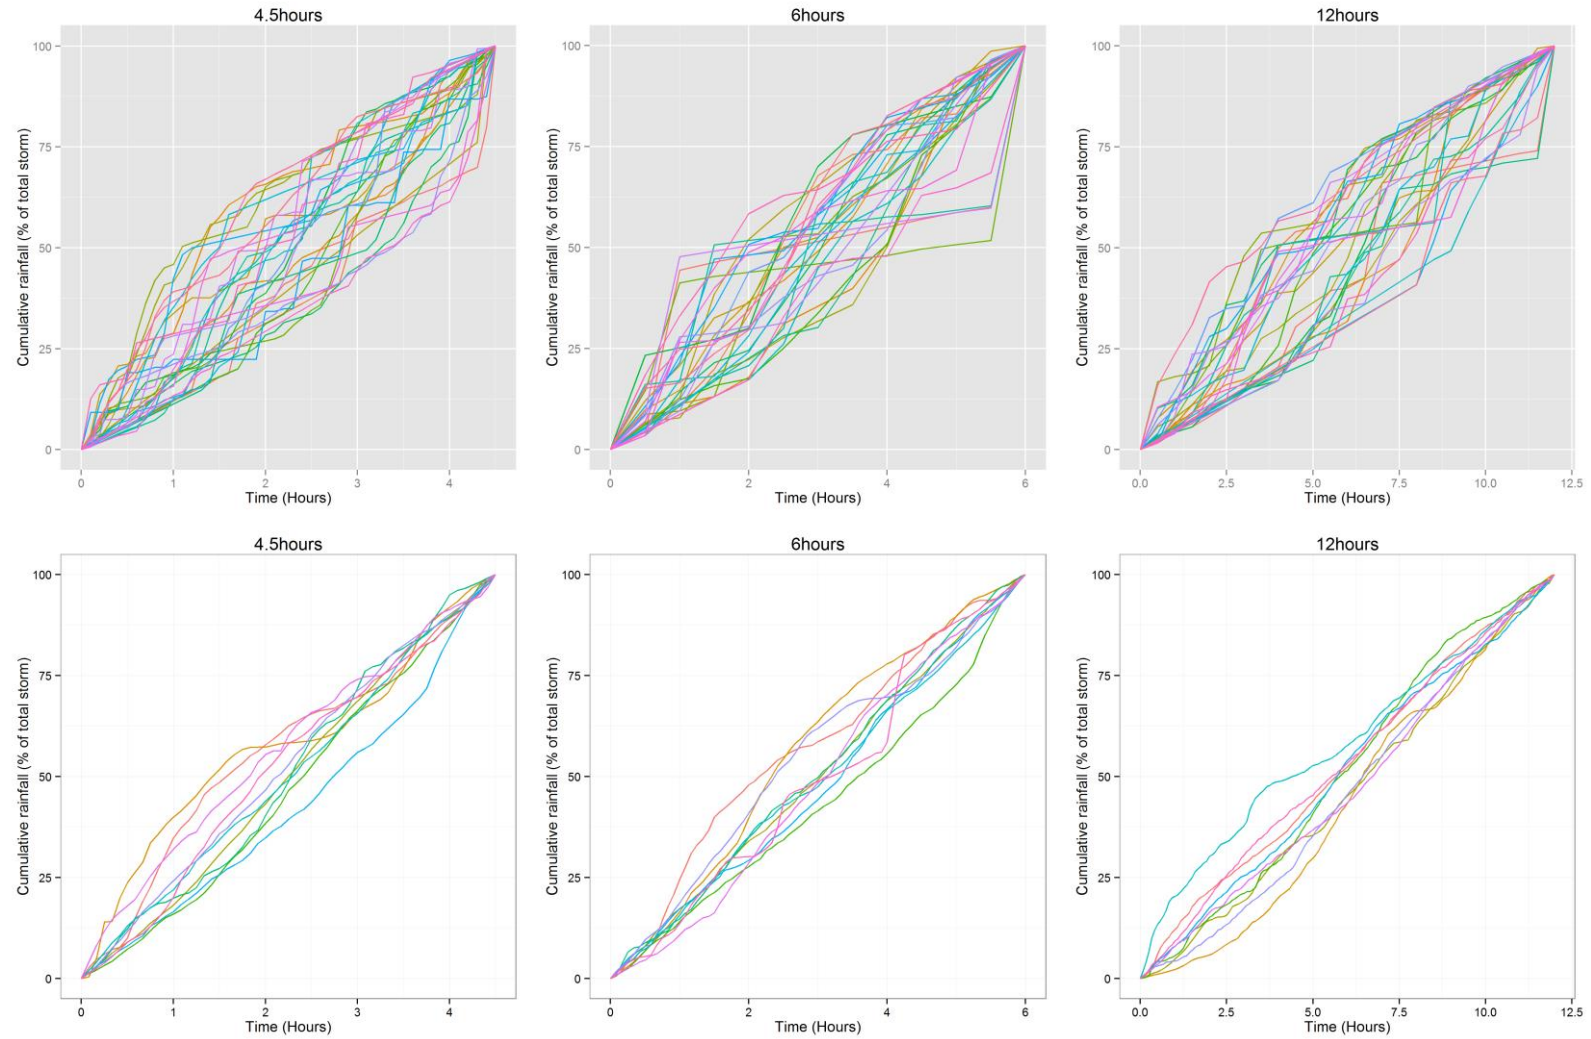 4.5hours
Cumulative rainfall (% of total storm)
100
75
50
25
0
0 1 2 3 4
Time (Hours)
6hours
Cumulative rainfall (% of total storm)
100
75
50
25
0
0 2 4 6
Time (Hours)
12hours
Cumulative rainfall (% of total storm)
100
75
50
25
0
0.0 2.5 5.0 7.5 10.0 12.5
Time (Hours)
4.5hours
Cumulative rainfall (% of total storm)
100
75
50
25
0
0 1 2 3 4
Time (Hours)
6hours
Cumulative rainfall (% of total storm)
100
75
50
25
0
0 2 4 6
Time (Hours)
12hours
Cumulative rainfall (% of total storm)
100
75
50
25
0
0.0 2.5 5.0 7.5 10.0 12.5
Time (Hours)